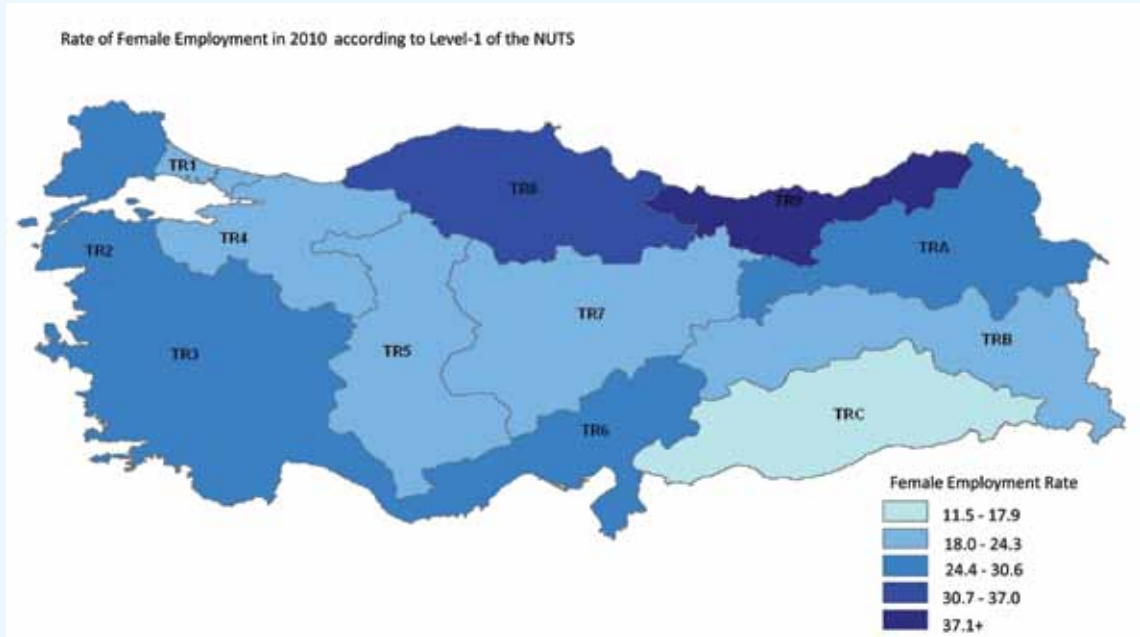 Rate of Female Employment in 2010 according to Level-1 of the NUTS
TR1
TR8
TR9
TR4
TR2
TRA
TR7
TR5
TR3
TRB
TRC
TR6
Female Employment Rate
11.5 - 17.9
18.0 - 24.3
24.4 - 30.6
30.7 - 37.0
37.1+